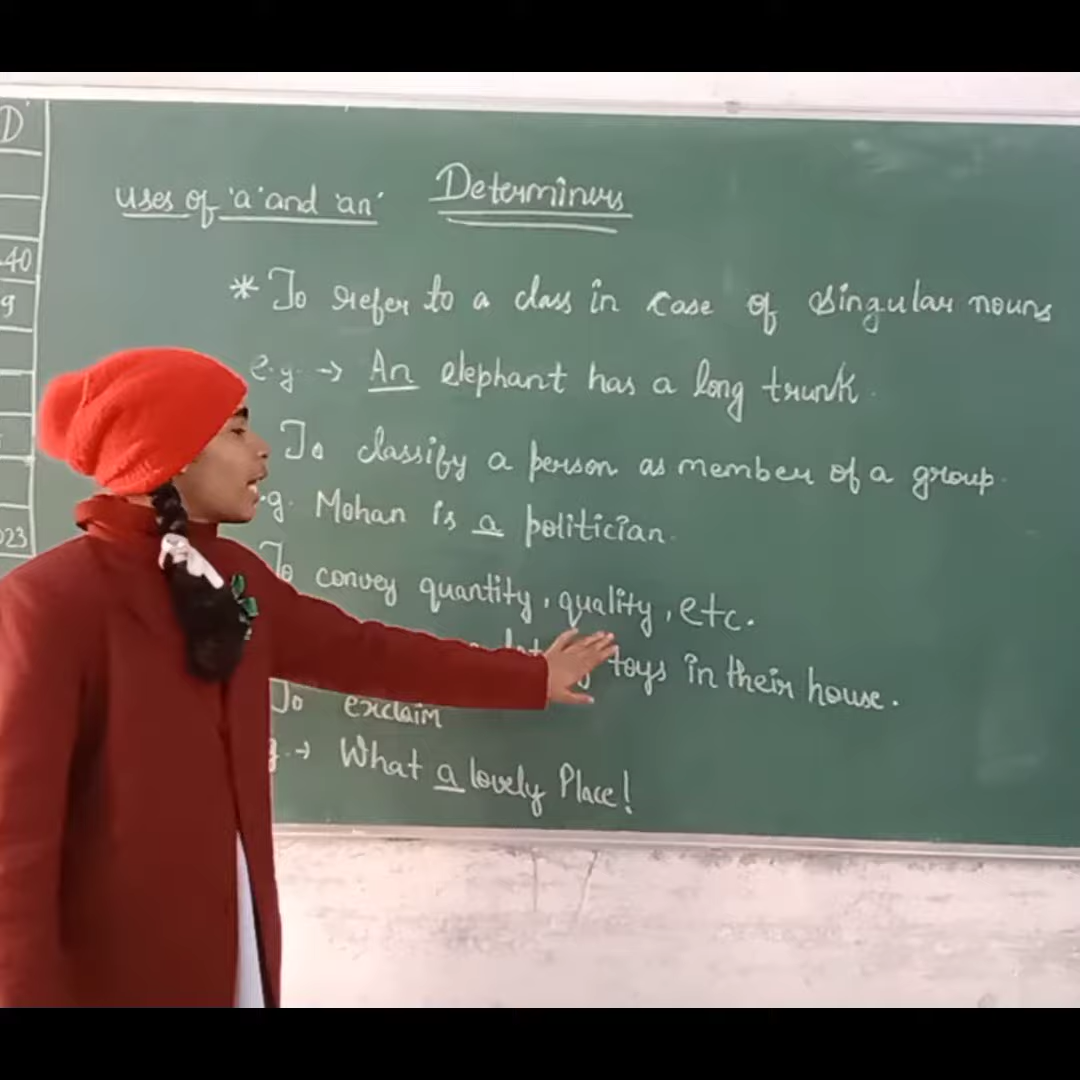 D
40
9
023
uses of 'a' and 'an' Determiners
* To refer to a class in case of singular nouns
e.g. → An elephant has a long trunk.
To classify a person as member of a group.
.g. Mohan is a politician.
To convey quantity, quality, etc.
toys in their house.
To exclaim
g. → What a lovely Place!